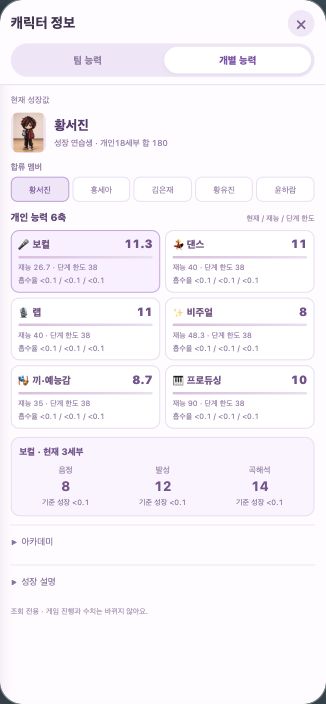 캐릭터 정보
×
팀 능력
개별 능력
현재 성장값
황서진
성장 연습생 · 개인18세부 합 180
합류 멤버
황서진
홍세아
김은재
황유진
윤하람
개인 능력 6축
현재 / 재능 / 단계 한도
🎤 보컬 11.3
재능 26.7 · 단계 한도 38
흡수율 <0.1 / <0.1 / <0.1
💃 댄스 11
재능 40 · 단계 한도 38
흡수율 <0.1 / <0.1 / <0.1
🎙️ 랩 11
재능 40 · 단계 한도 38
흡수율 <0.1 / <0.1 / <0.1
✨ 비주얼 8
재능 48.3 · 단계 한도 38
흡수율 <0.1 / <0.1 / <0.1
끼·예능감 8.7
재능 35 · 단계 한도 38
흡수율 <0.1 / <0.1 / <0.1
🎹 프로듀싱 10
재능 90 · 단계 한도 38
흡수율 <0.1 / <0.1 / <0.1
보컬 · 현재 3세부
음정
8
기준 성장 <0.1
발성
12
기준 성장 <0.1
곡해석
14
기준 성장 <0.1
▶ 아카데미
▶ 성장 설명
조회 전용 · 게임 진행과 수치는 바뀌지 않아요.